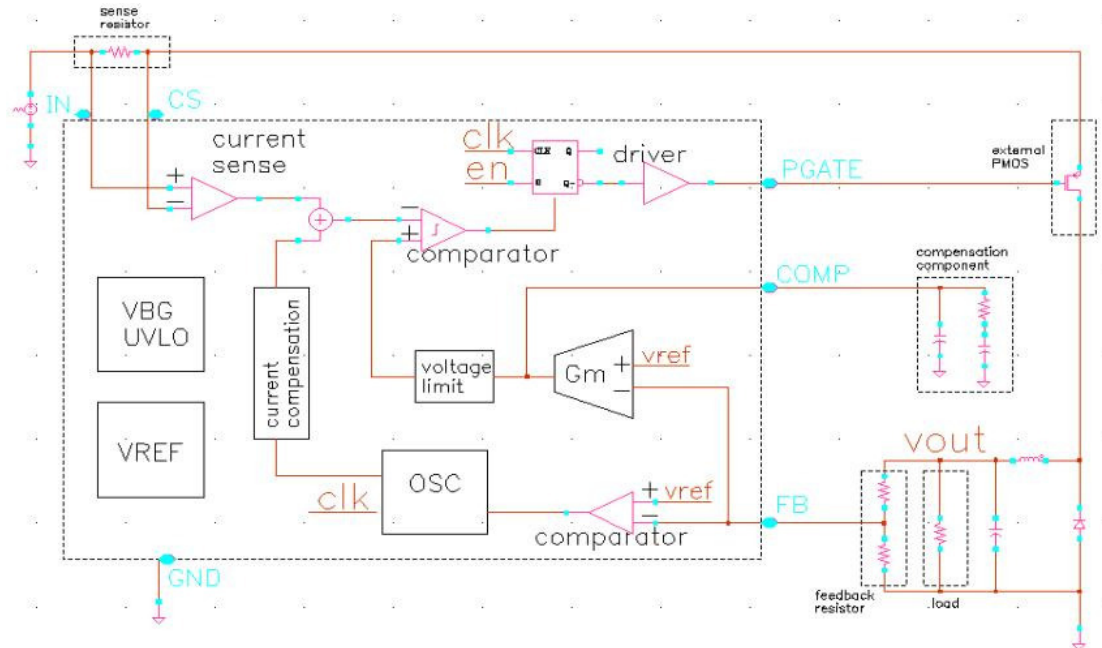 sense
resistor
IN
CS
current
sense
+
−
+
clk
en
CLK
Q
Q-
driver
PGATE
external
PMOS
−
+
comparator
COMP
compensation
component
VBG
UVLO
current
compensation
voltage
limit
Gm
+
−
vref
VREF
clk
OSC
+
−
vref
comparator
FB
vout
GND
feedback
resistor
load